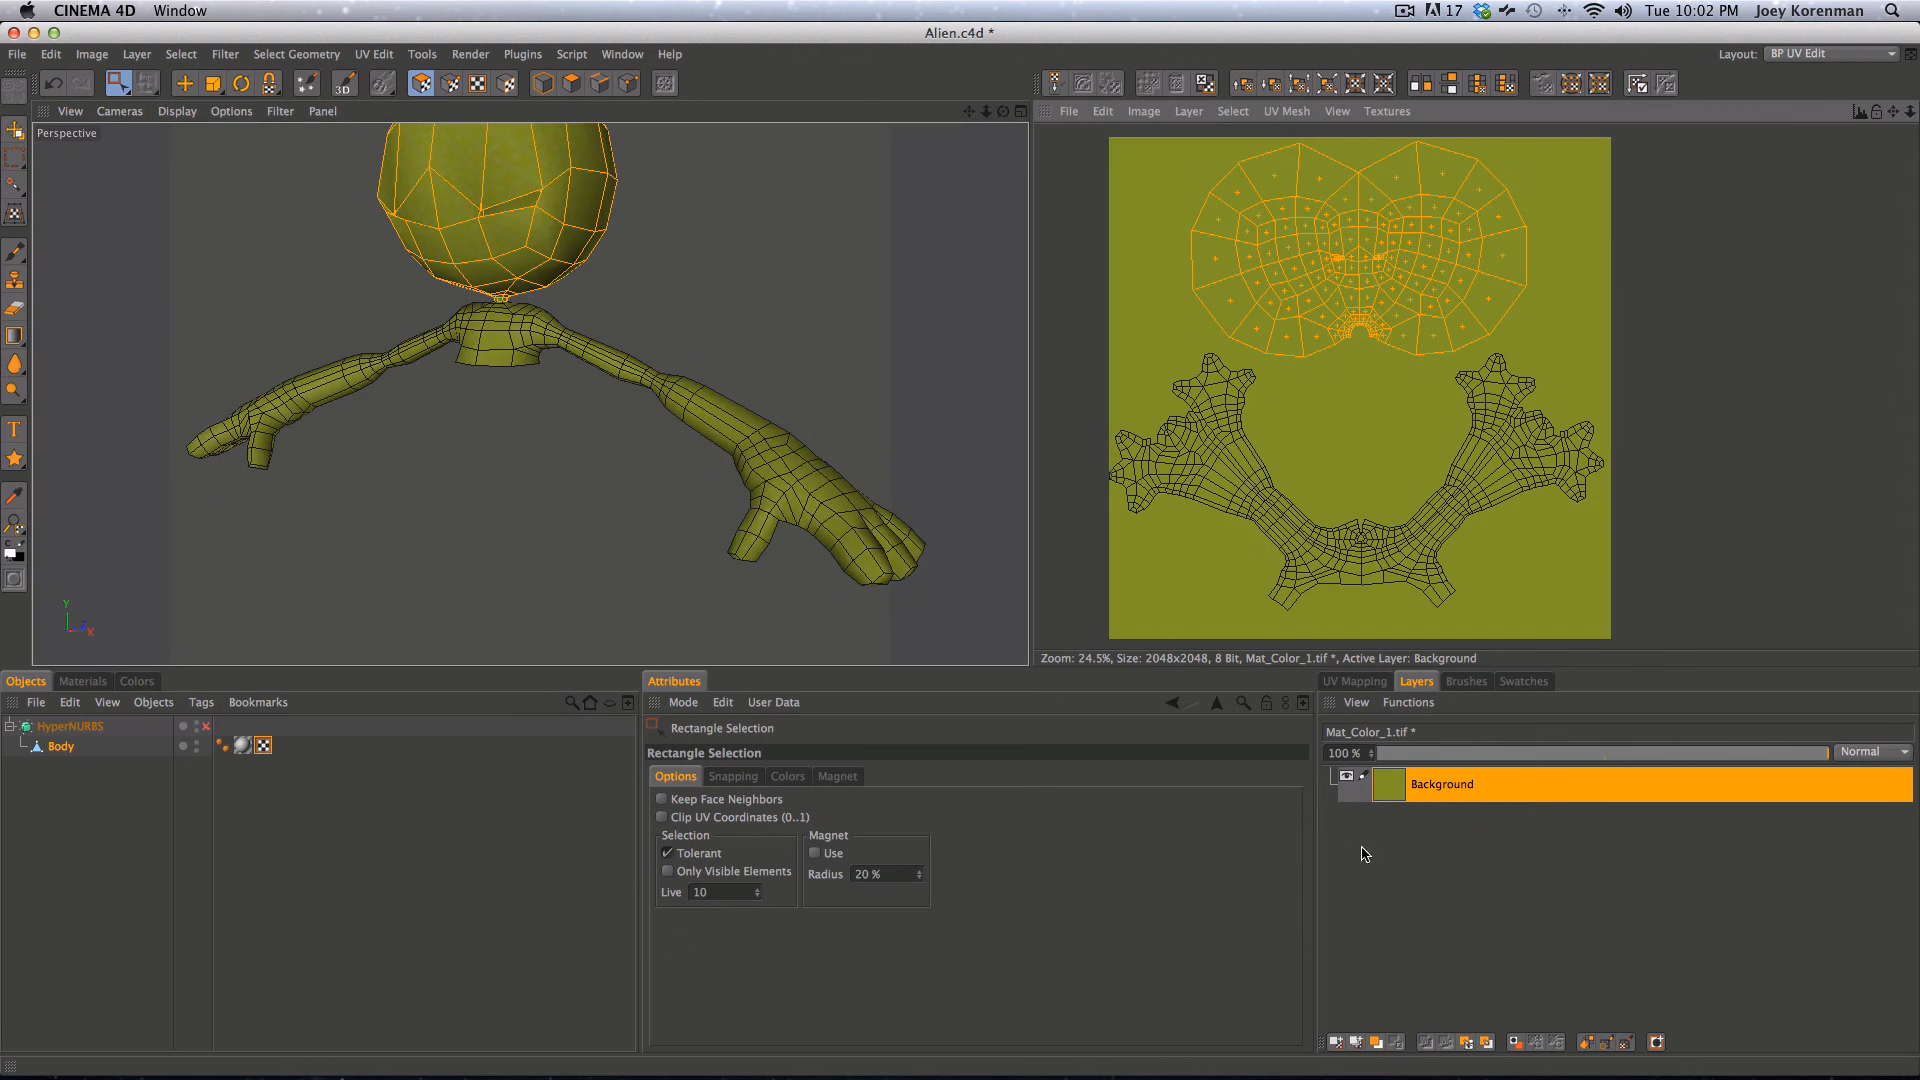 CINEMA 4D Window 17 Tue 10:02 PM Joey Korenman
Alien.c4d *
File Edit Image Layer Select Filter Select Geometry UV Edit Tools Render Plugins Script Window Help Layout: BP UV Edit
3D
View Cameras Display Options Filter Panel
File Edit Image Layer Select UV Mesh View Textures
Perspective
T
Y
Z
X
Zoom: 24.5%, Size: 2048x2048, 8 Bit, Mat_Color_1.tif *, Active Layer: Background
Objects Materials Colors
File Edit View Objects Tags Bookmarks
HyperNURBS
Body
Attributes
Mode Edit User Data
Rectangle Selection
Rectangle Selection
Options Snapping Colors Magnet
Keep Face Neighbors
Clip UV Coordinates (0..1)
Selection Magnet
Tolerant Use
Only Visible Elements Radius 20 %
Live 10
UV Mapping Layers Brushes Swatches
View Functions
Mat_Color_1.tif *
100 % Normal
Background